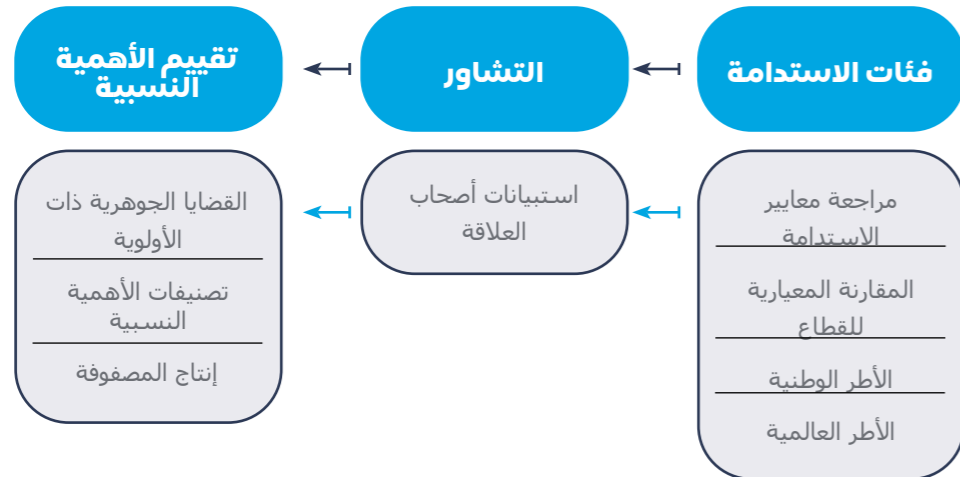 فئات الاستدامة
التشاور
تقييم الأهمية
النسبية
مراجعة معايير
الاستدامة
المقارنة المعيارية
للقطاع
الأطر الوطنية
الأطر العالمية
استبيانات أصحاب
العلاقة
القضايا الجوهرية ذات
الأولوية
تصنيفات الأهمية
النسبية
إنتاج المصفوفة